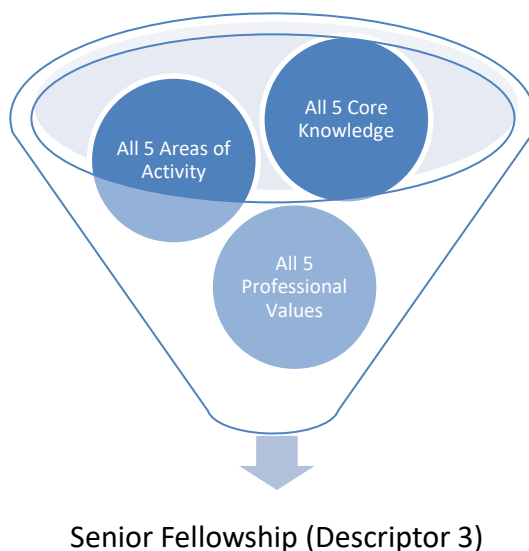 All 5 Core
Knowledge
All 5 Areas of
Activity
All 5
Professional
Values
Senior Fellowship (Descriptor 3)